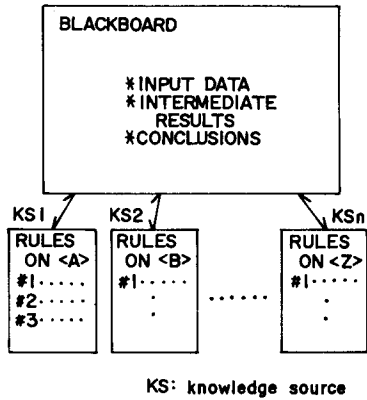 BLACKBOARD
*INPUT DATA
*INTERMEDIATE
RESULTS
*CONCLUSIONS
KS1 KS2 KSn
RULES
ON <A>
#1.....
#2.....
#3.....
RULES
ON <B>
#1.....
.
.
......
RULES
ON <Z>
#1.....
.
.
KS: knowledge source